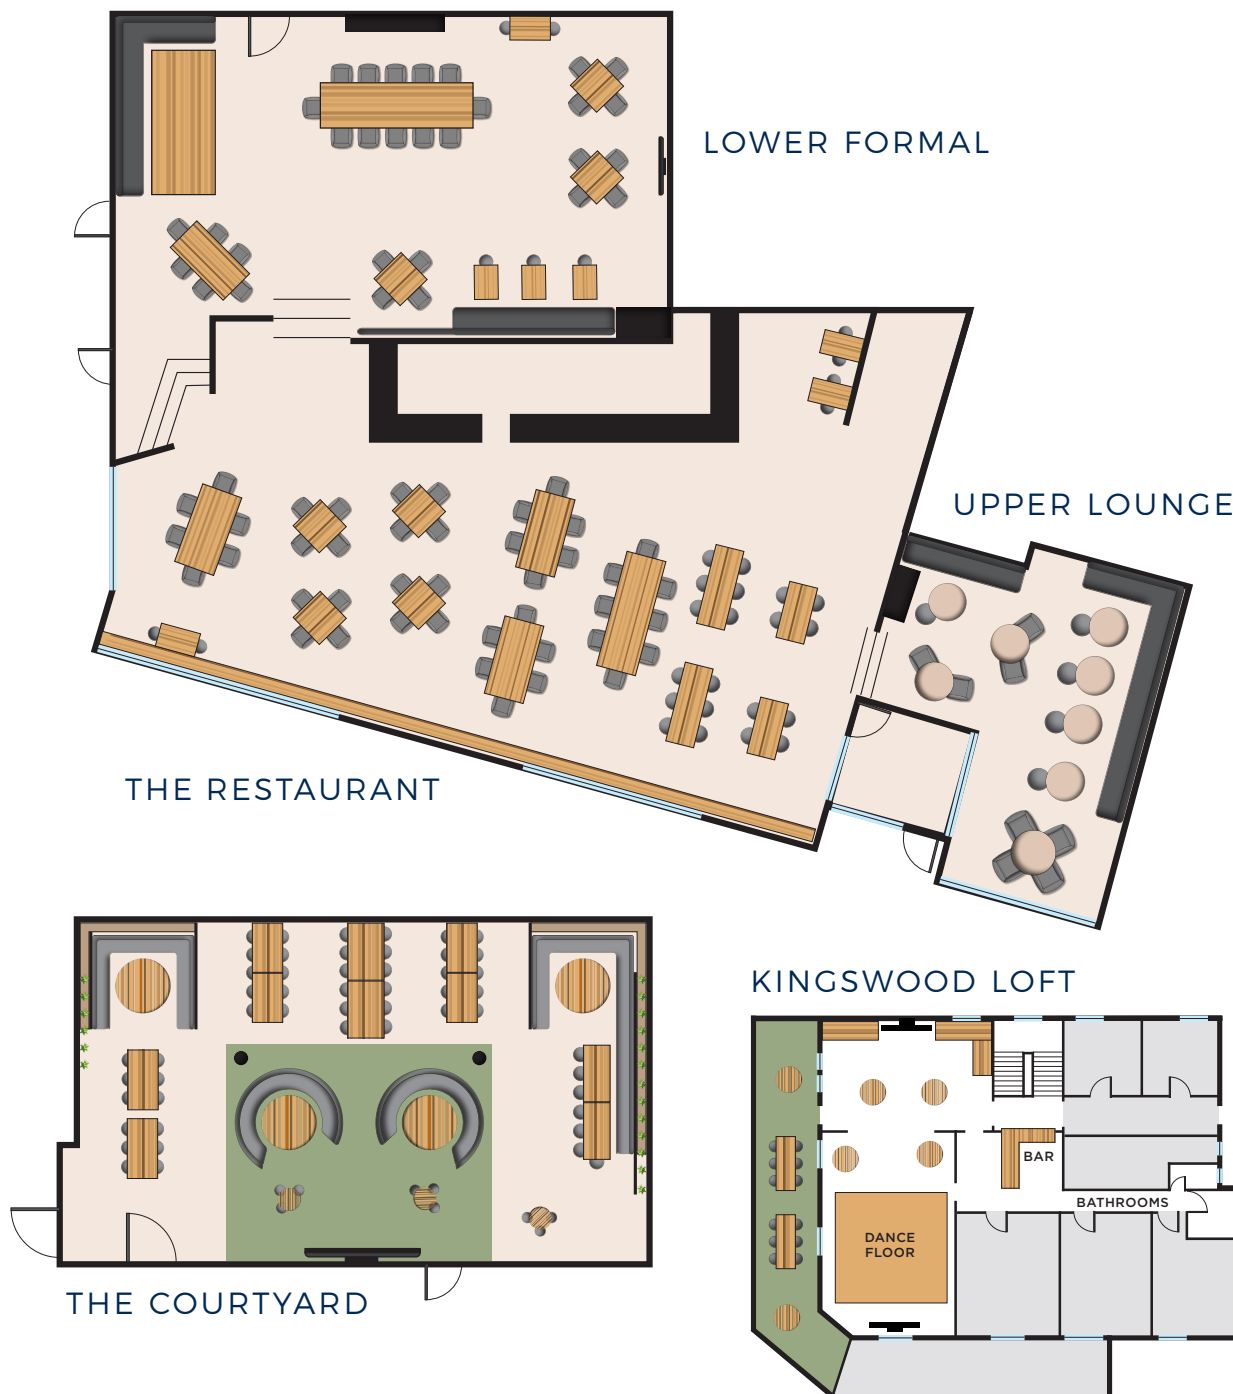 LOWER FORMAL
UPPER LOUNGE
THE RESTAURANT
KINGSWOOD LOFT
BAR
BATHROOMS
DANCE
FLOOR
THE COURTYARD